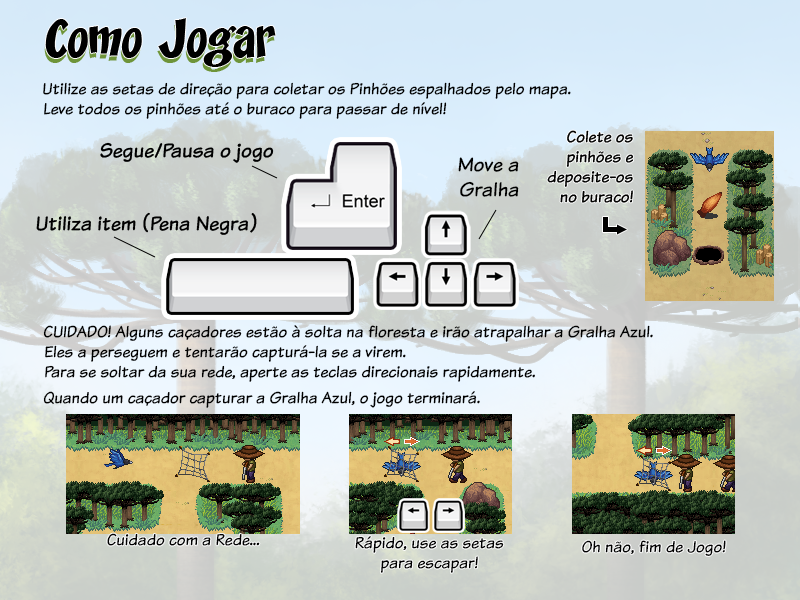 Como Jogar
Utilize as setas de direção para coletar os Pinhões espalhados pelo mapa.
Leve todos os pinhões até o buraco para passar de nível!
Segue/Pausa o jogo
Enter
Utiliza item (Pena Negra)
Move a
Gralha
Colete os
pinhões e
deposite-os
no buraco!
CUIDADO! Alguns caçadores estão à solta na floresta e irão atrapalhar a Gralha Azul.
Eles a perseguem e tentarão capturá-la se a virem.
Para se soltar da sua rede, aperte as teclas direcionais rapidamente.
Quando um caçador capturar a Gralha Azul, o jogo terminará.
Cuidado com a Rede...
Rápido, use as setas
para escapar!
Oh não, fim de Jogo!